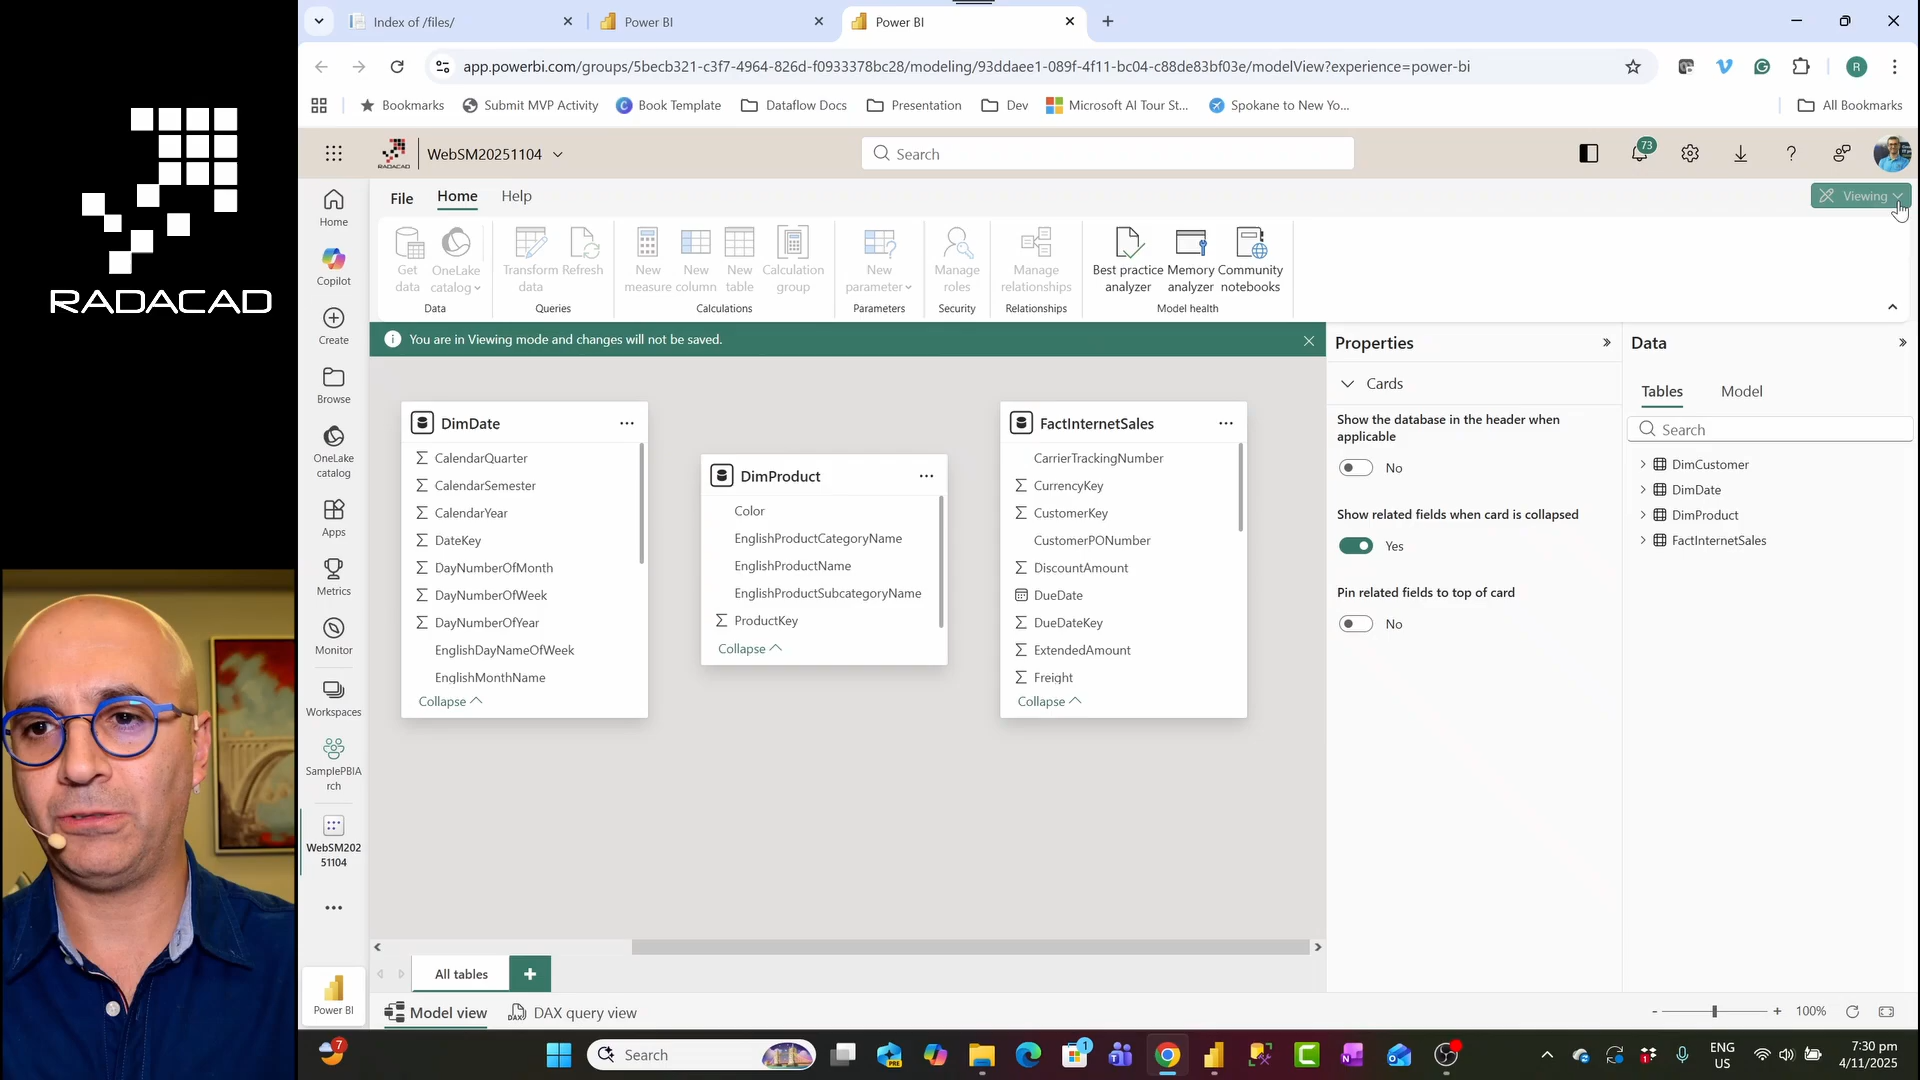 Index of /files/
Power BI
Power BI
app.powerbi.com/groups/5becb321-c3f7-4964-826d-f0933378bc28/modeling/93ddaee1-089f-4f11-bc04-c88de83bf03e/modelView?experience=power-bi
R
Bookmarks
Submit MVP Activity
Book Template
Dataflow Docs
Presentation
Dev
Microsoft AI Tour St...
Spokane to New Yo...
All Bookmarks
RADACAD
RADACAD
WebSM20251104
Search
73
File
Home
Help
Viewing
Get data
OneLake catalog
Data
Transform data
Refresh
Queries
New measure
New column
New table
Calculation group
Calculations
New parameter
Parameters
Manage roles
Security
Manage relationships
Relationships
Best practice analyzer
Memory analyzer
Community notebooks
Model health
You are in Viewing mode and changes will not be saved.
Home
Copilot
Create
Browse
OneLake catalog
Apps
Metrics
Monitor
Workspaces
SamplePBIA rch
WebSM202 51104
Power BI
DimDate
CalendarQuarter
CalendarSemester
CalendarYear
DateKey
DayNumberOfMonth
DayNumberOfWeek
DayNumberOfYear
EnglishDayNameOfWeek
EnglishMonthName
Collapse
DimProduct
Color
EnglishProductCategoryName
EnglishProductName
EnglishProductSubcategoryName
ProductKey
Collapse
FactInternetSales
CarrierTrackingNumber
CurrencyKey
CustomerKey
CustomerPONumber
DiscountAmount
DueDate
DueDateKey
ExtendedAmount
Freight
Collapse
Properties
Cards
Show the database in the header when applicable
No
Show related fields when card is collapsed
Yes
Pin related fields to top of card
No
Data
Tables
Model
Search
DimCustomer
DimDate
DimProduct
FactInternetSales
All tables
Model view
DAX query view
100%
7
Search
PRE
1
ENG
US
7:30 pm
4/11/2025